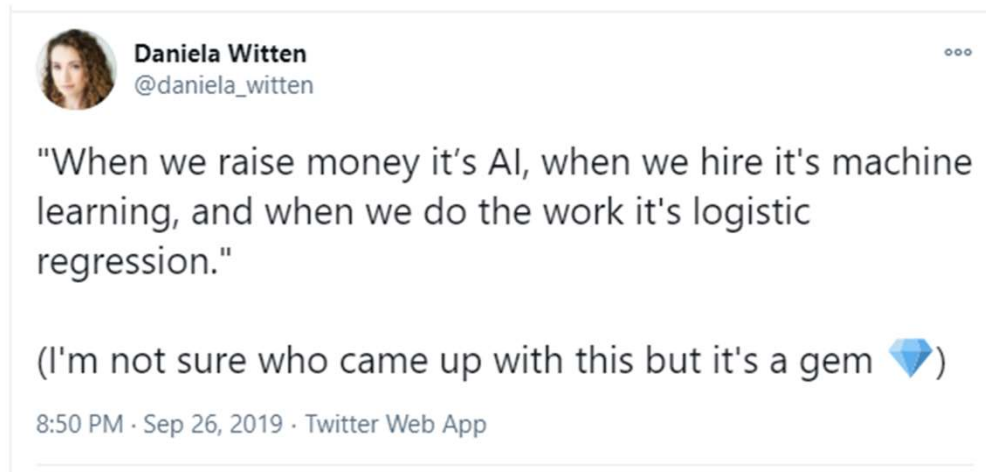 Daniela Witten
@daniela_witten
"When we raise money it’s AI, when we hire it's machine
learning, and when we do the work it's logistic
regression."
(I'm not sure who came up with this but it's a gem 💎)
8:50 PM · Sep 26, 2019 · Twitter Web App